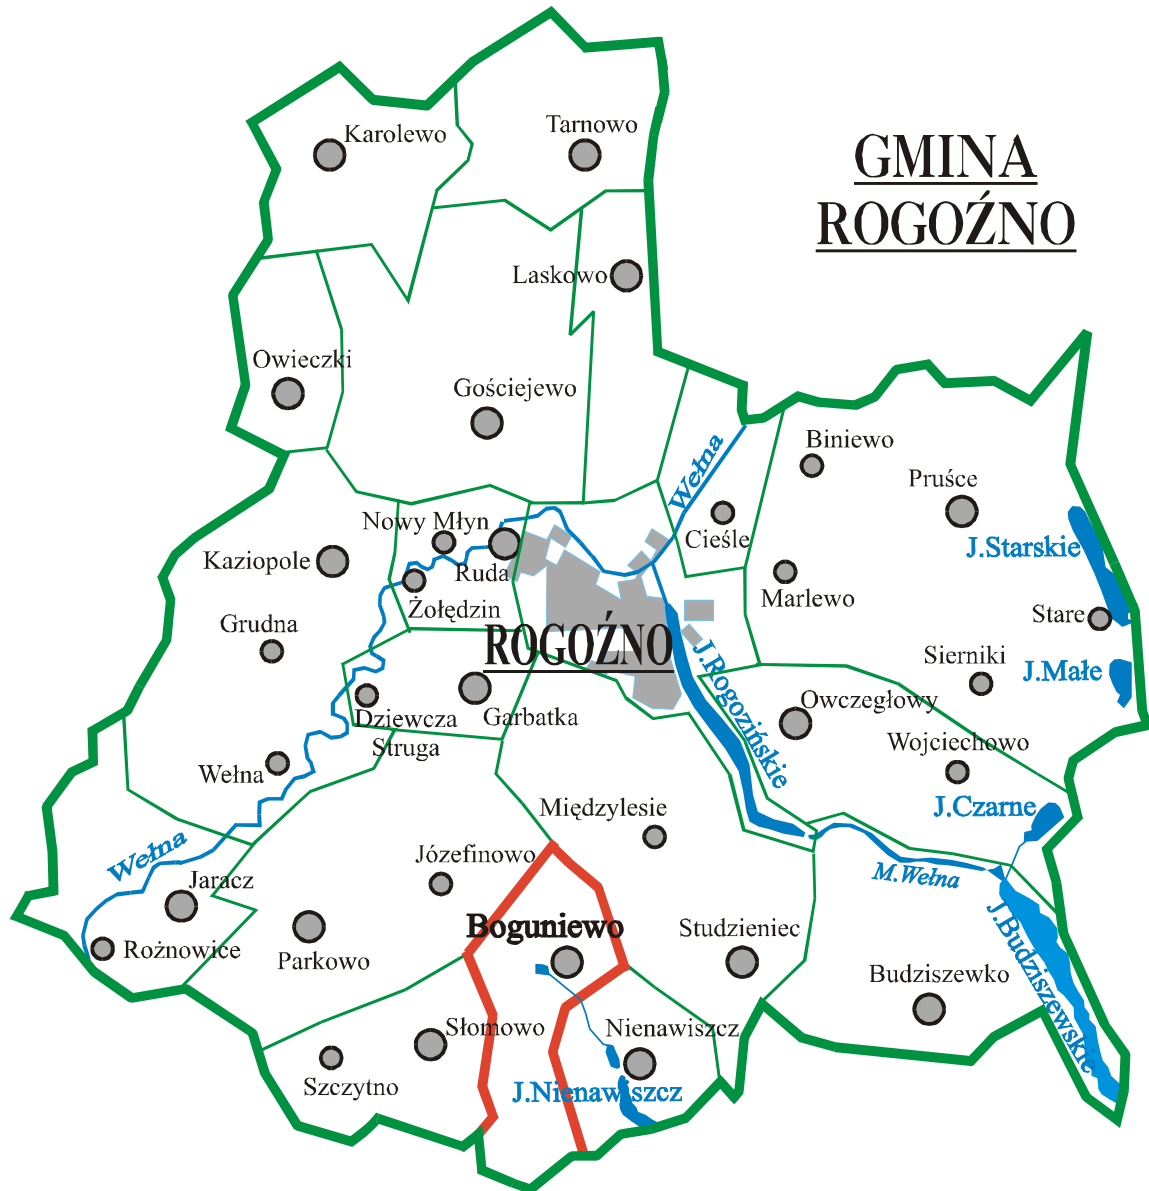 GMINA
ROGOŹNO
Karolewo
Tarnowo
Laskowo
Owieczki
Gościejewo
Biniewo
Wełna
Pruśce
Nowy Młyn
Cieśle
J.Starskie
Kaziopole
Ruda
Marlewo
Żołędzin
Stare
Grudna
ROGOŹNO
J.Rogozińskie
Sierniki
J.Małe
Dziewcza
Struga
Garbatka
Owczegłowy
Wojciechowo
Wełna
Międzylesie
J.Czarne
Wełna
Józefinowo
M.Wełna
Jaracz
Boguniewo
Studzieniec
J.Budziszewskie
Rożnowice
Parkowo
Budziszewko
Słomowo
Nienawiszcz
Szczytno
J.Nienawiszcz